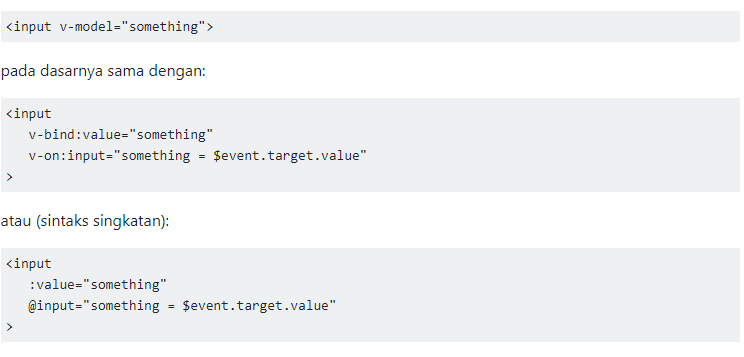 <input v-model="something">
pada dasarnya sama dengan:
<input
v-bind:value="something"
v-on:input="something = $event.target.value"
>
atau (sintaks singkatan):
<input
:value="something"
@input="something = $event.target.value"
>